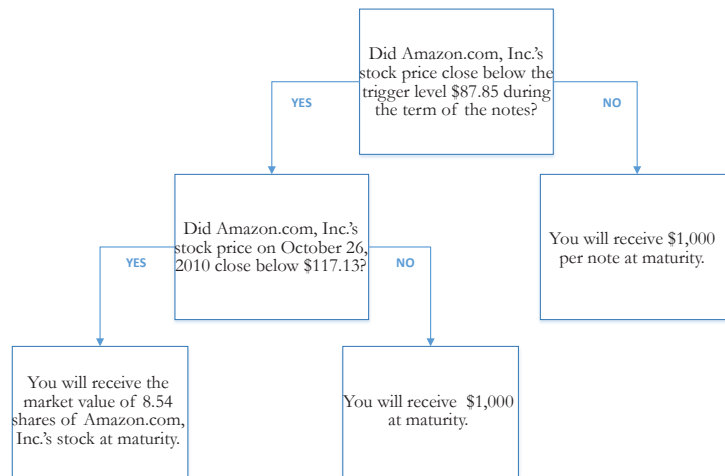 Did Amazon.com, Inc.'s
stock price close below the
trigger level $87.85 during
the term of the notes?
YES
NO
Did Amazon.com, Inc.'s
stock price on October 26,
2010 close below $117.13?
You will receive $1,000
per note at maturity.
YES
NO
You will receive the
market value of 8.54
shares of Amazon.com,
Inc.'s stock at maturity.
You will receive $1,000
at maturity.